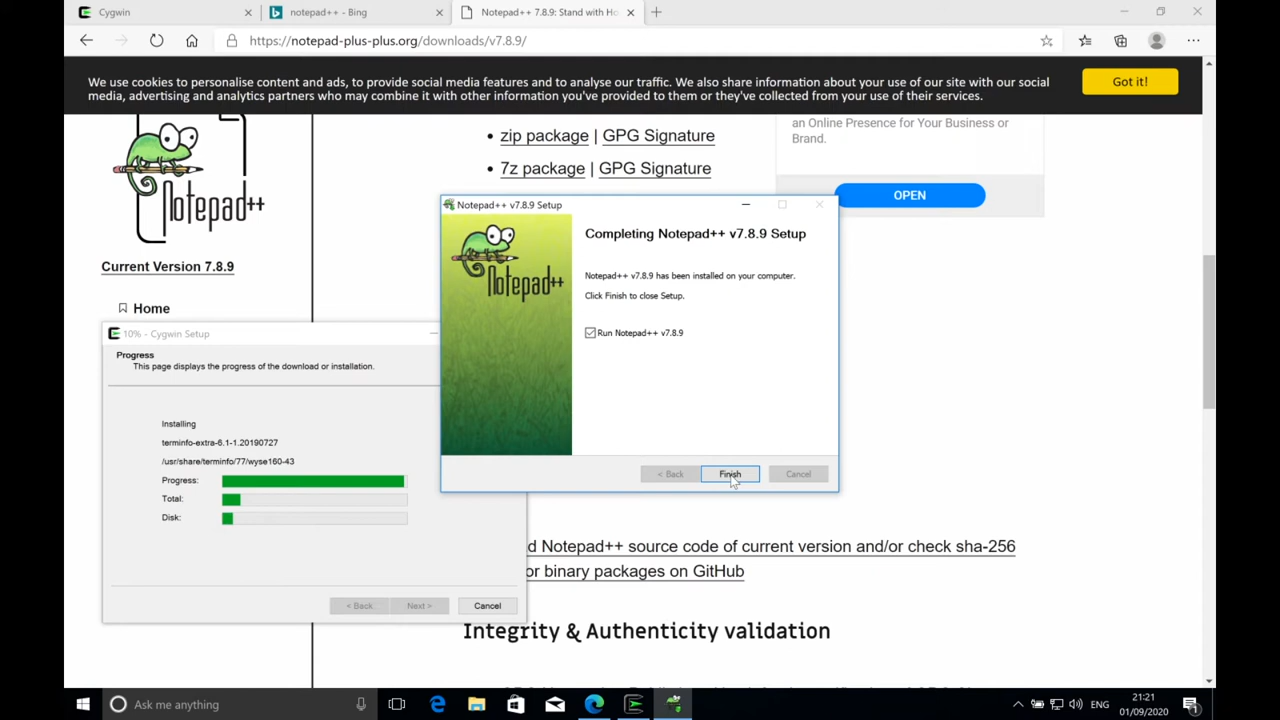 Cygwin
notepad++ - Bing
Notepad++ 7.8.9: Stand with Ho
https://notepad-plus-plus.org/downloads/v7.8.9/
We use cookies to personalise content and ads, to provide social media features and to analyse our traffic. We also share information about your use of our site with our social
media, advertising and analytics partners who may combine it with other information you've provided to them or they've collected from your use of their services.
Got it!
an Online Presence for Your Business or
Brand.
OPEN
zip package | GPG Signature
7z package | GPG Signature
Notepad++
Current Version 7.8.9
Home
Notepad++ v7.8.9 Setup
Notepad++
Completing Notepad++ v7.8.9 Setup
Notepad++ v7.8.9 has been installed on your computer.
Click Finish to close Setup.
Run Notepad++ v7.8.9
< Back
Finish
Cancel
10% - Cygwin Setup
Progress
This page displays the progress of the download or installation.
Installing
terminfo-extra-6.1-1.20190727
/usr/share/terminfo/77/wyse160-43
Progress:
Total:
Disk:
< Back
Next >
Cancel
d Notepad++ source code of current version and/or check sha-256
or binary packages on GitHub
Integrity & Authenticity validation
Ask me anything
ENG
21:21
01/09/2020
1